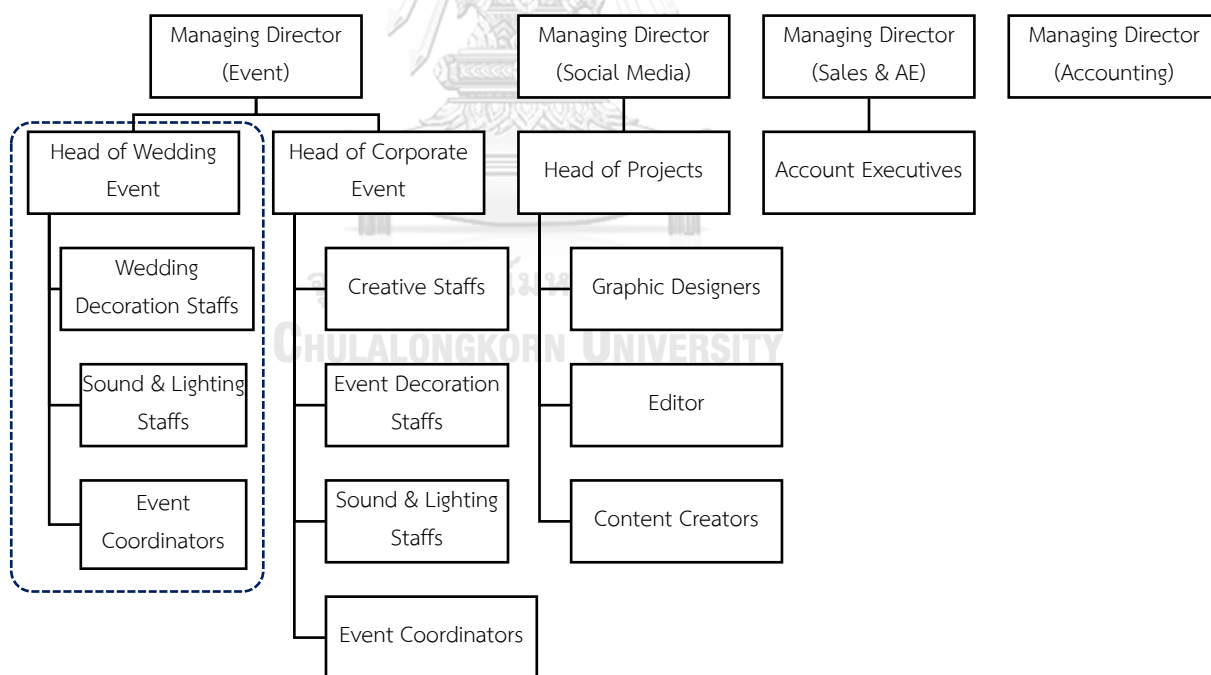 Managing Director
(Event)
Managing Director
(Social Media)
Managing Director
(Sales & AE)
Managing Director
(Accounting)
Head of Wedding
Event
Head of Corporate
Event
Head of Projects
Account Executives
Wedding
Decoration Staffs
Creative Staffs
Graphic Designers
CHULALONGKORN UNIVERSITY
Sound & Lighting
Staffs
Event Decoration
Staffs
Editor
Event
Coordinators
Sound & Lighting
Staffs
Content Creators
Event Coordinators